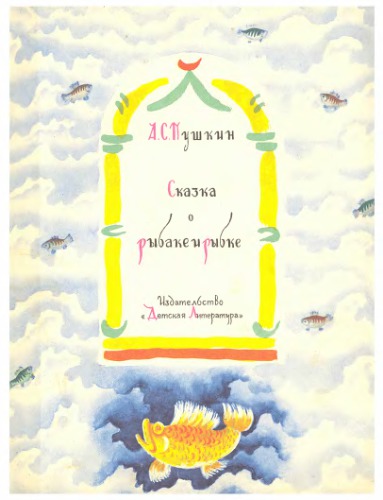 А.С.Пушкин
Сказка
о
рыбаке и рыбке
Издательство
«Детская Литература»